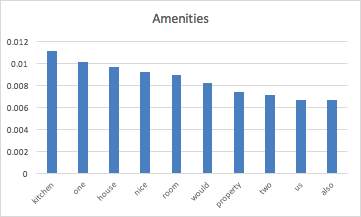 Amenities
0.012
0.01
0.008
0.006
0.004
0.002
0
kitchen
one
house
nice
room
would
property
two
us
also